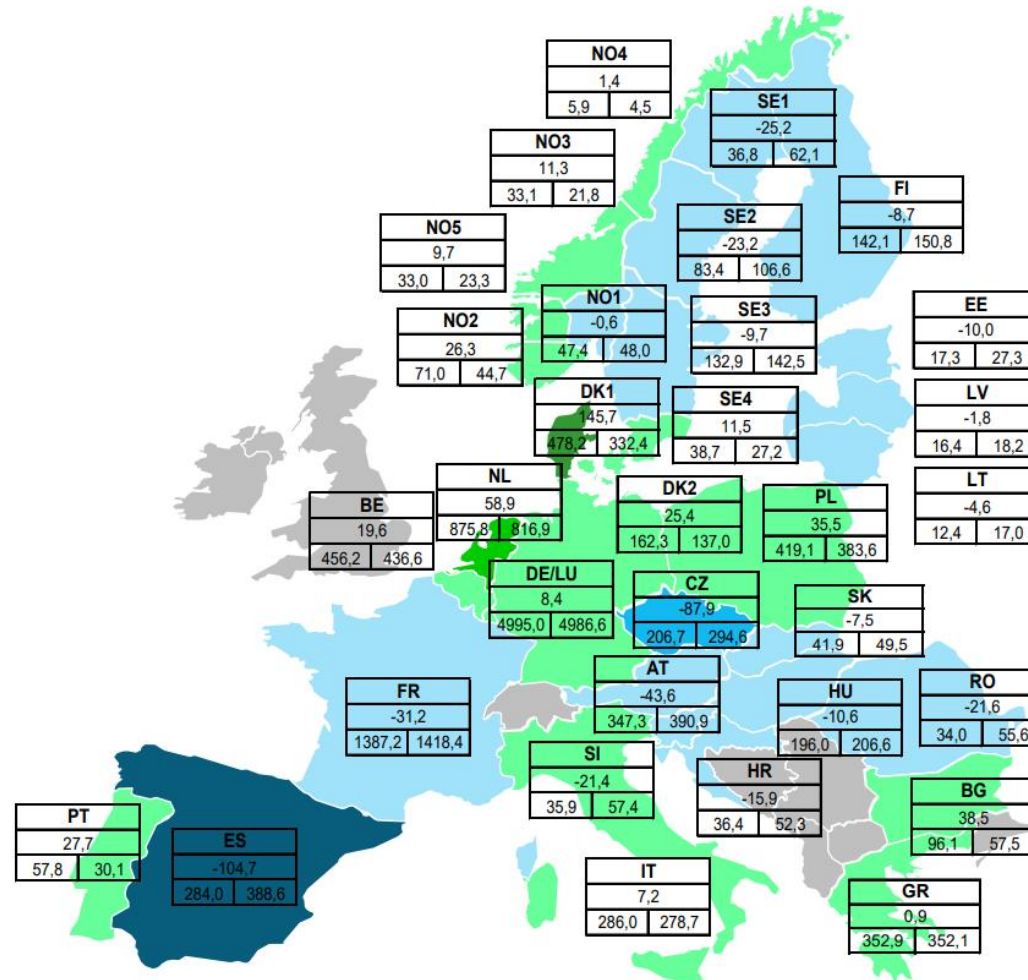 NO4
1,4
5,9 4,5
SE1
-25,2
36,8 62,1
NO3
11,3
33,1 21,8
FI
-8,7
142,1 150,8
SE2
-23,2
83,4 106,6
NO5
9,7
33,0 23,3
NO1
-0,6
47,4 48,0
SE3
-9,7
132,9 142,5
EE
-10,0
17,3 27,3
NO2
26,3
71,0 44,7
DK1
145,7
478,2 332,4
SE4
11,5
38,7 27,2
LV
-1,8
16,4 18,2
NL
58,9
875,8 816,9
LT
-4,6
12,4 17,0
BE
19,6
456,2 436,6
DK2
25,4
162,3 137,0
PL
35,5
419,1 383,6
DE/LU
8,4
4995,0 4986,6
CZ
-87,9
206,7 294,6
SK
-7,5
41,9 49,5
AT
-43,6
347,3 390,9
FR
-31,2
1387,2 1418,4
HU
-10,6
196,0 206,6
RO
-21,6
34,0 55,6
SI
-21,4
35,9 57,4
HR
-15,9
36,4 52,3
BG
38,5
96,1 57,5
PT
27,7
57,8 30,1
ES
-104,7
284,0 388,6
IT
7,2
286,0 278,7
GR
0,9
352,9 352,1